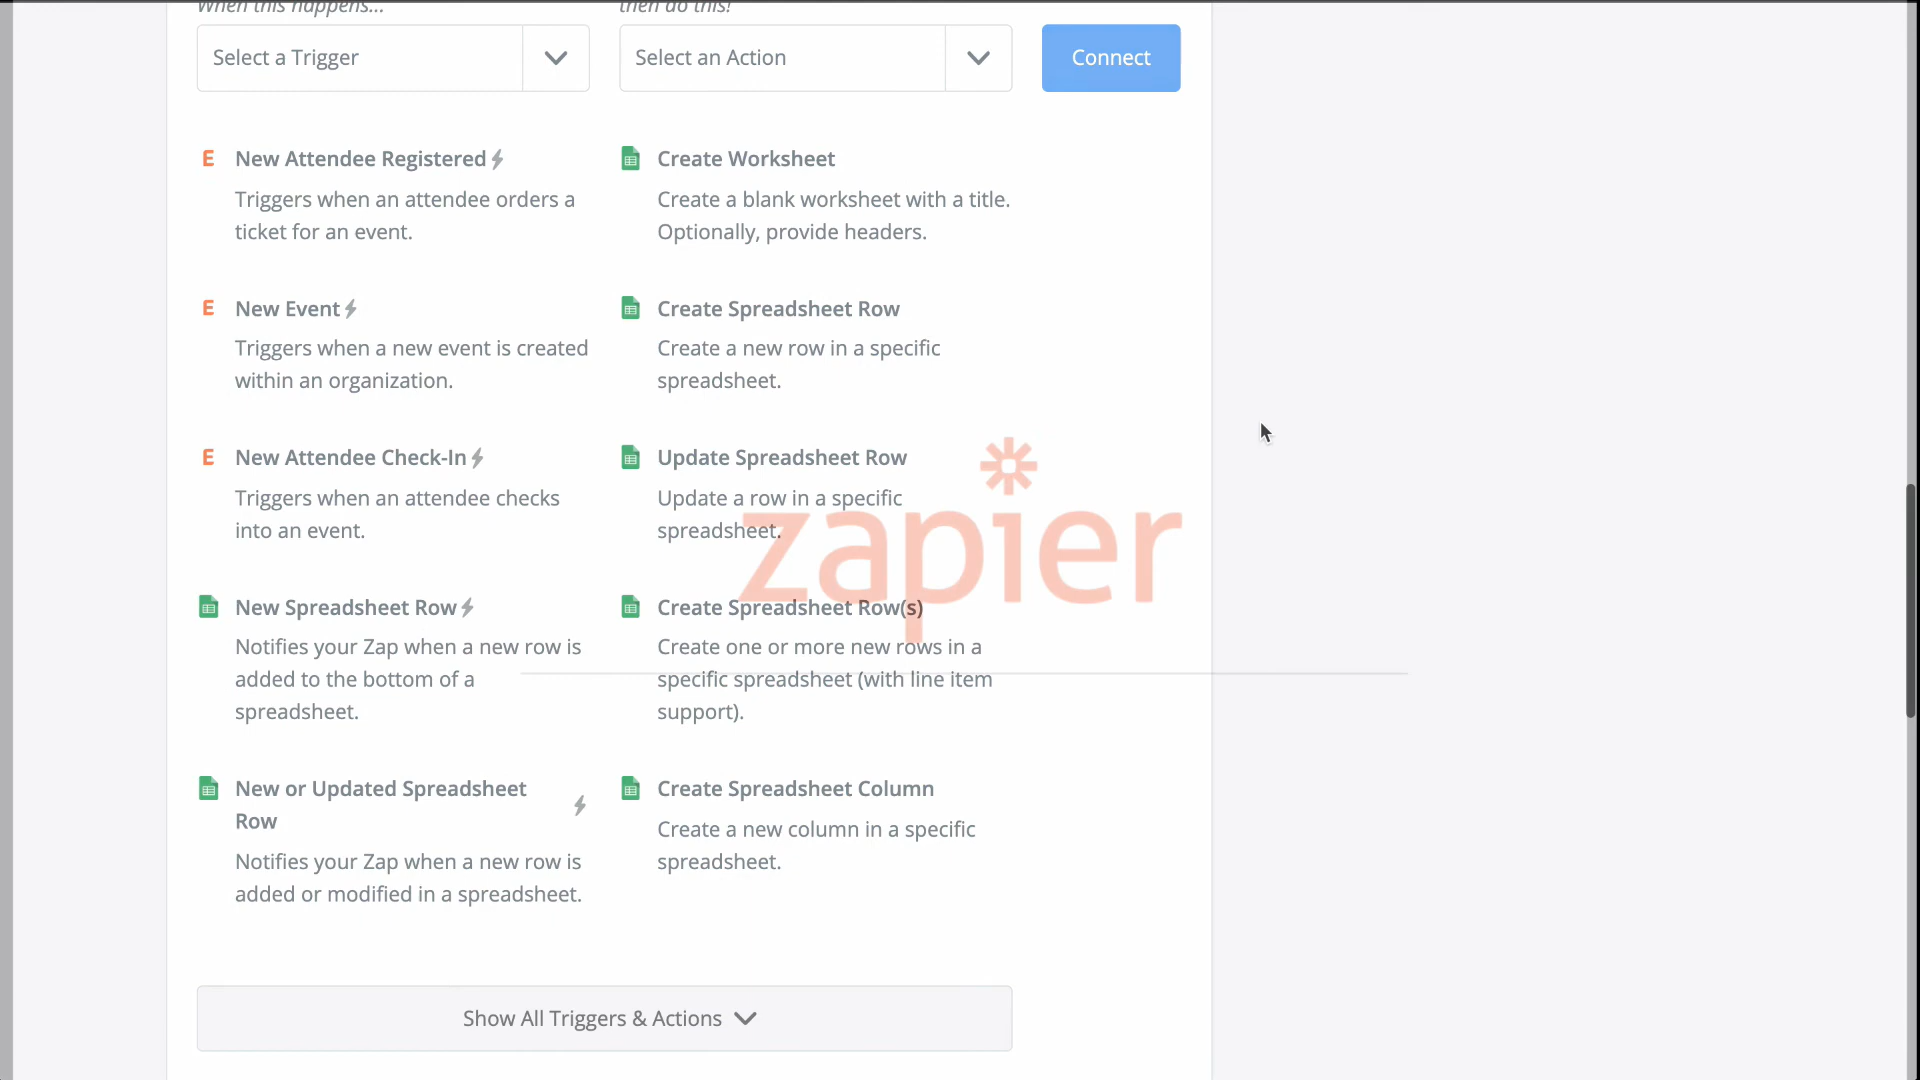 When this happens...
then do this!
Select a Trigger
Select an Action
Connect
E New Attendee Registered
Triggers when an attendee orders a
ticket for an event.
Create Worksheet
Create a blank worksheet with a title.
Optionally, provide headers.
E New Event
Triggers when a new event is created
within an organization.
Create Spreadsheet Row
Create a new row in a specific
spreadsheet.
E New Attendee Check-In
Triggers when an attendee checks
into an event.
Update Spreadsheet Row
Update a row in a specific
spreadsheet.
zapier
New Spreadsheet Row
Notifies your Zap when a new row is
added to the bottom of a
spreadsheet.
Create Spreadsheet Row(s)
Create one or more new rows in a
specific spreadsheet (with line item
support).
New or Updated Spreadsheet
Row
Notifies your Zap when a new row is
added or modified in a spreadsheet.
Create Spreadsheet Column
Create a new column in a specific
spreadsheet.
Show All Triggers & Actions